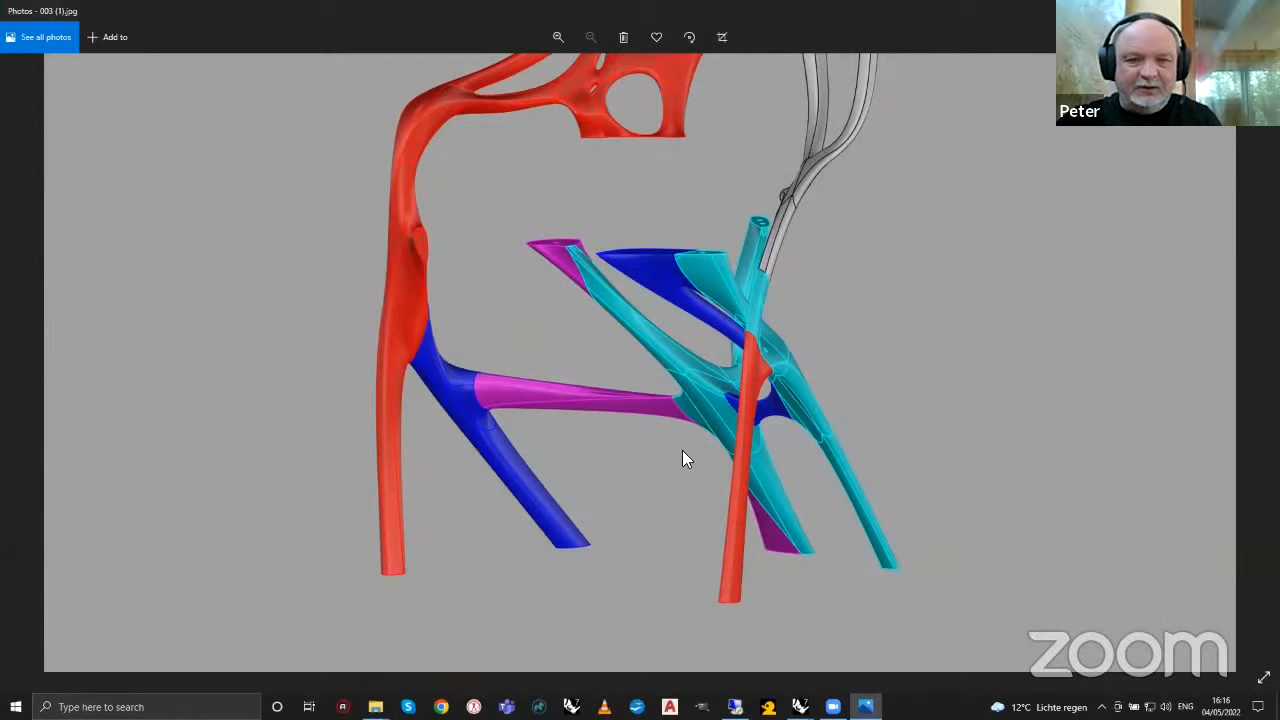 Photos - 003 (1).jpg
See all photos
Add to
Peter
zoom
Type here to search
12°C Lichte regen
ENG
16:16
04/05/2022